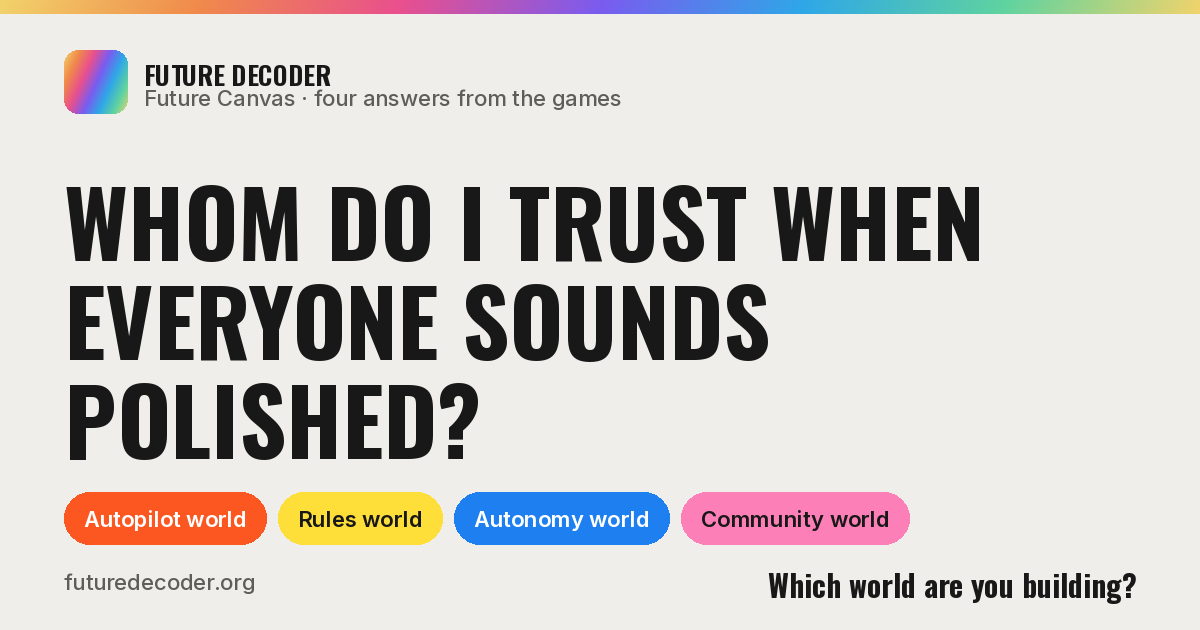 FUTURE DECODER
Future Canvas · four answers from the games
WHOM DO I TRUST WHEN
EVERYONE SOUNDS
POLISHED?
Autopilot world
Rules world
Autonomy world
Community world
futuredecoder.org
Which world are you building?